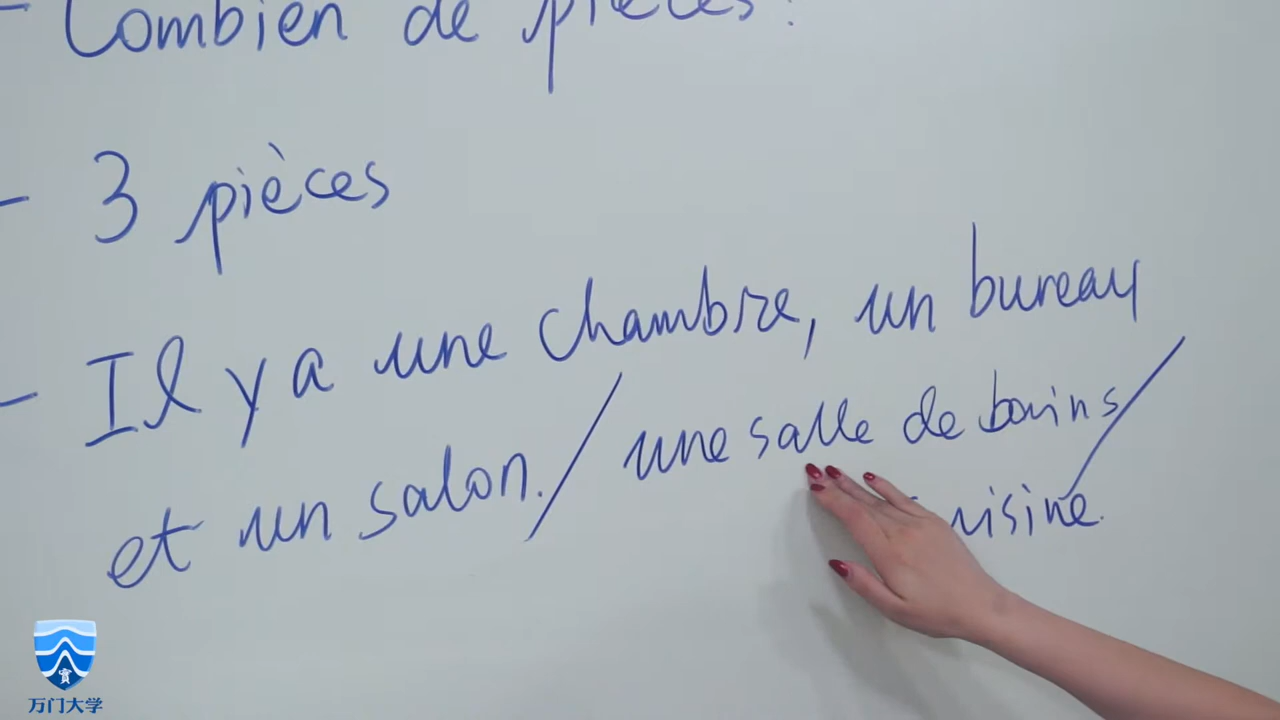 - Combien de pièces?
- 3 pièces
- Il y a une chambre, un bureau
et un salon. / une salle de bains /
uisine.
万门大学